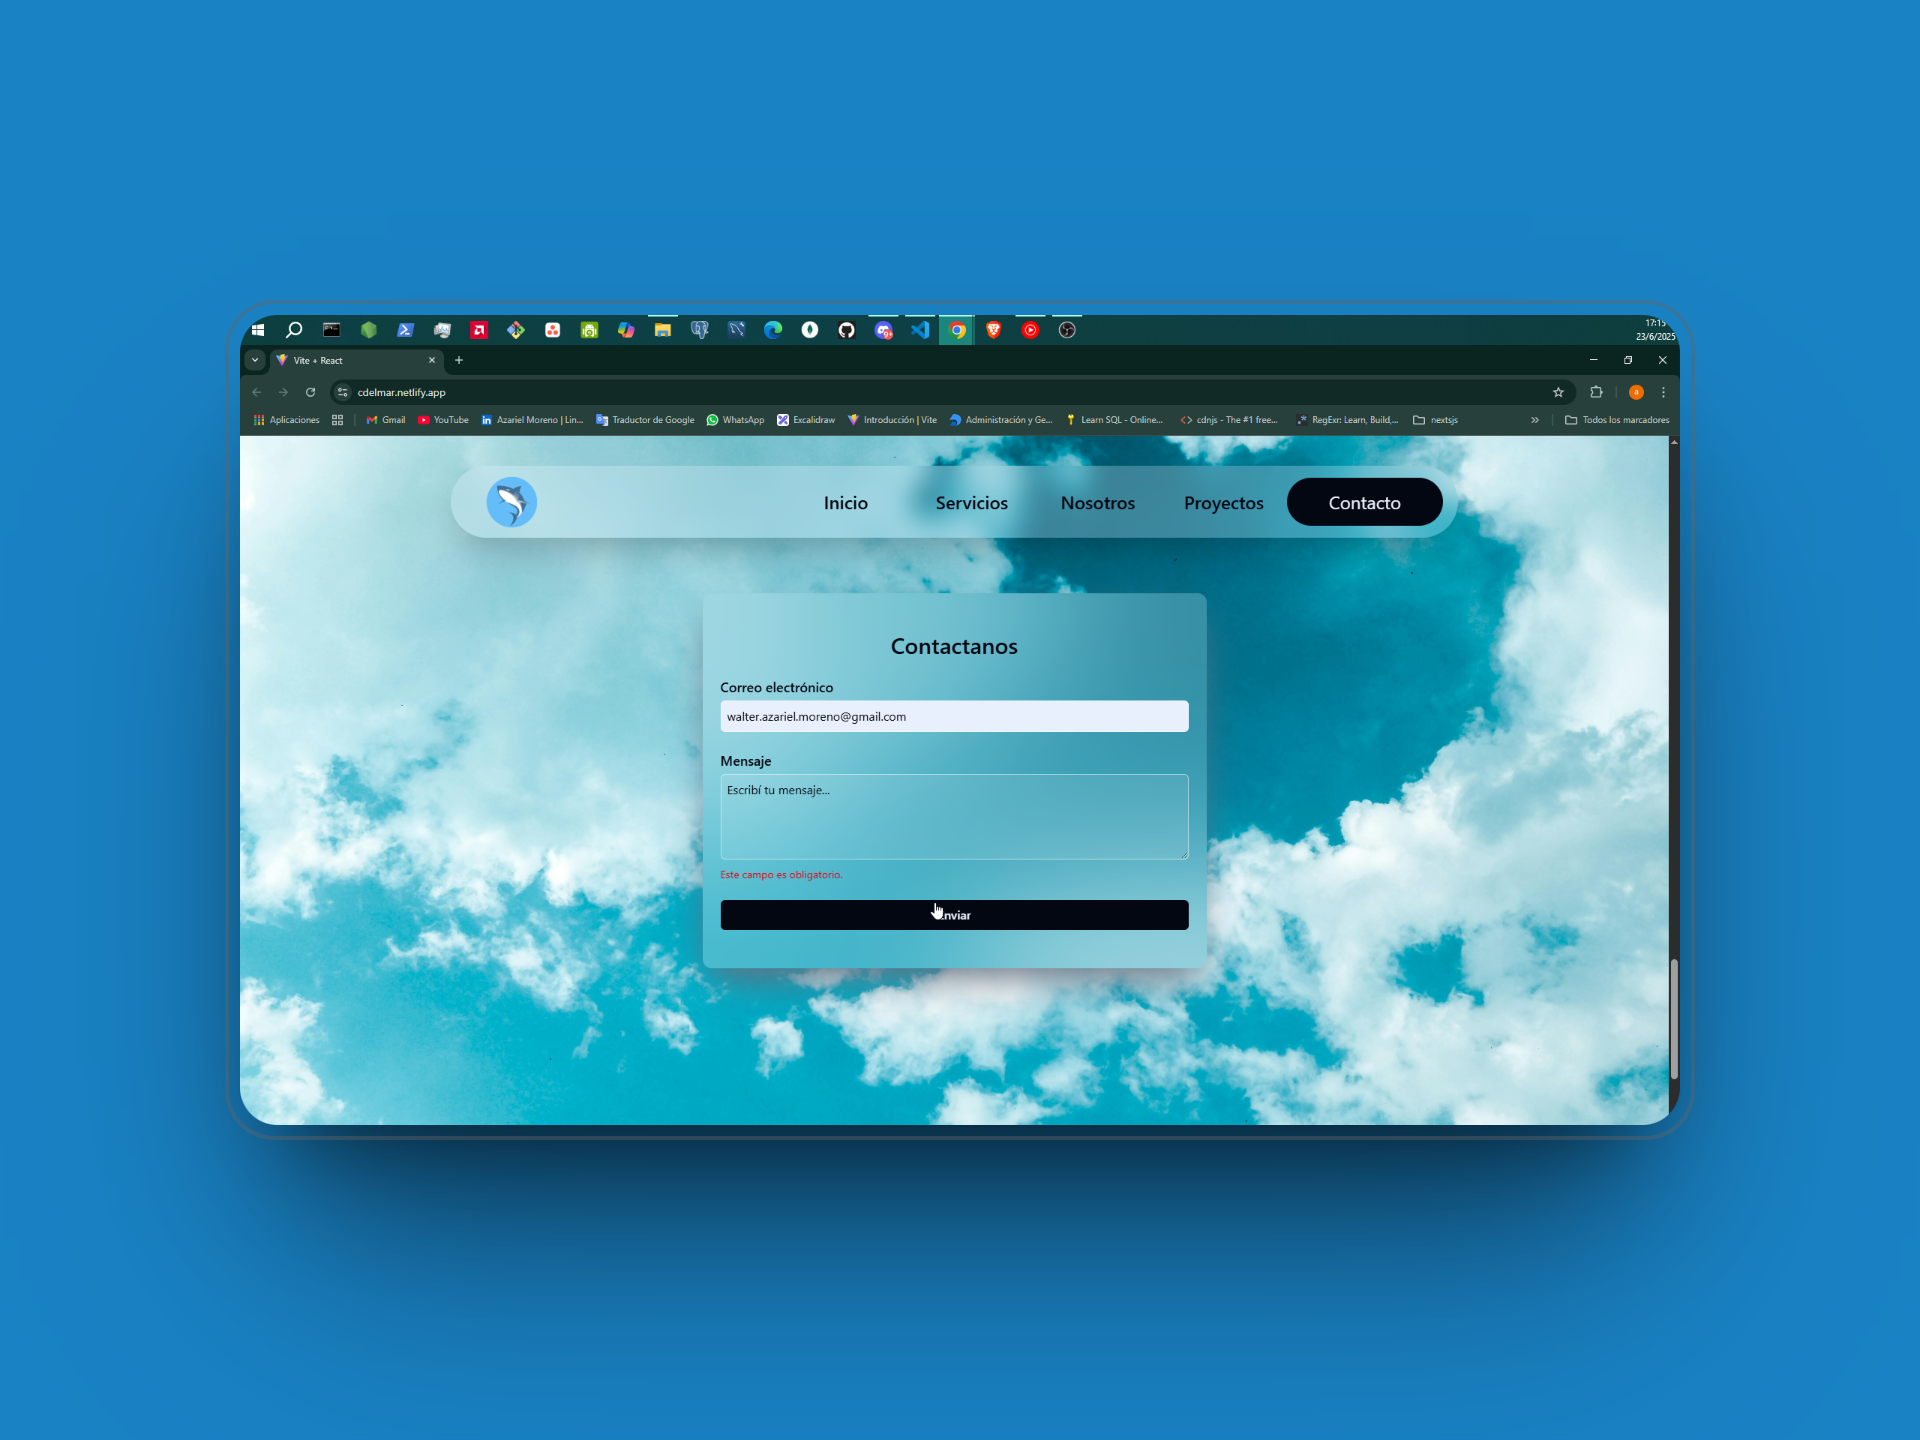 17:15
23/6/2025
Vite + React
cdelmar.netlify.app
Aplicaciones Gmail YouTube Azariel Moreno | Lin... Traductor de Google WhatsApp Excalidraw Introducción | Vite Administración y Ge... Learn SQL - Online... cdnjs - The #1 free... RegExr: Learn, Build,... nextsjs » Todos los marcadores
Inicio Servicios Nosotros Proyectos Contacto
Contactanos
Correo electrónico
walter.azariel.moreno@gmail.com
Mensaje
Escribí tu mensaje...
Este campo es obligatorio.